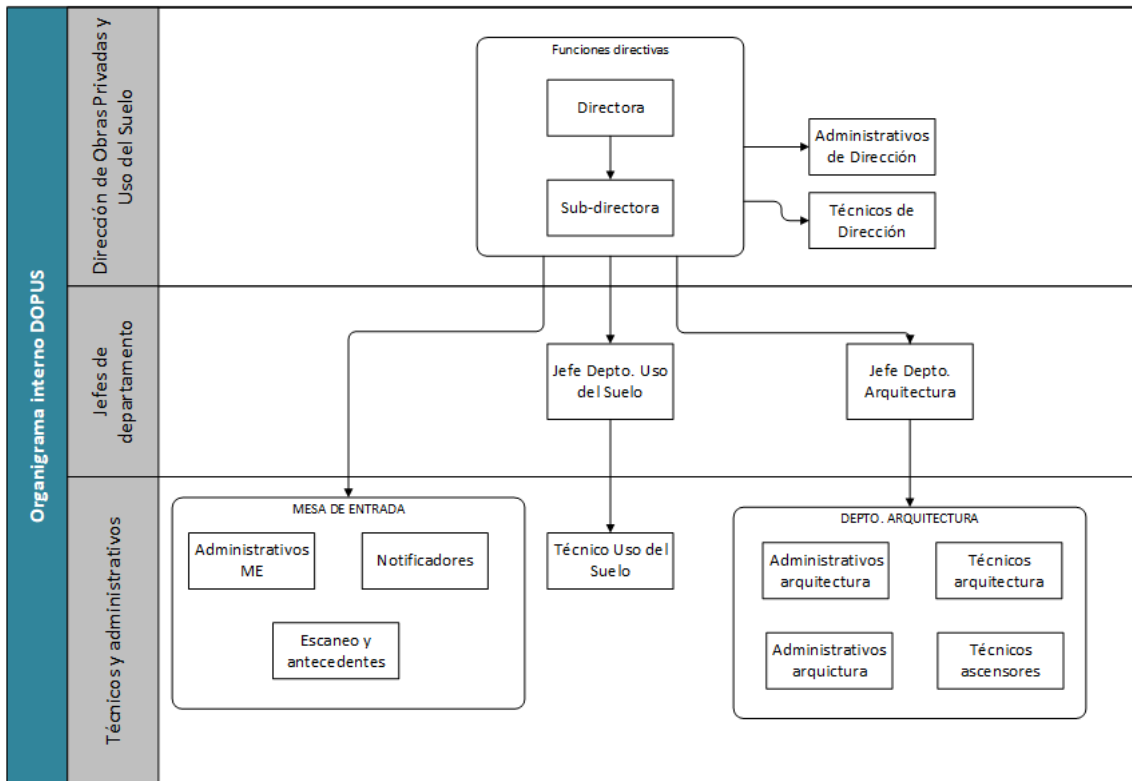 Organigrama interno DOPUS
Dirección de Obras Privadas y
Uso del Suelo
Funciones directivas
Directora
Sub-directora
Administrativos
de Dirección
Técnicos de
Dirección
Jefes de
departamento
Jefe Depto. Uso
del Suelo
Jefe Depto.
Arquitectura
Técnicos y administrativos
MESA DE ENTRADA
Administrativos
ME
Notificadores
Escaneo y
antecedentes
Técnico Uso del
Suelo
DEPTO. ARQUITECTURA
Administrativos
arquitectura
Técnicos
arquitectura
Administrativos
arquictura
Técnicos
ascensores